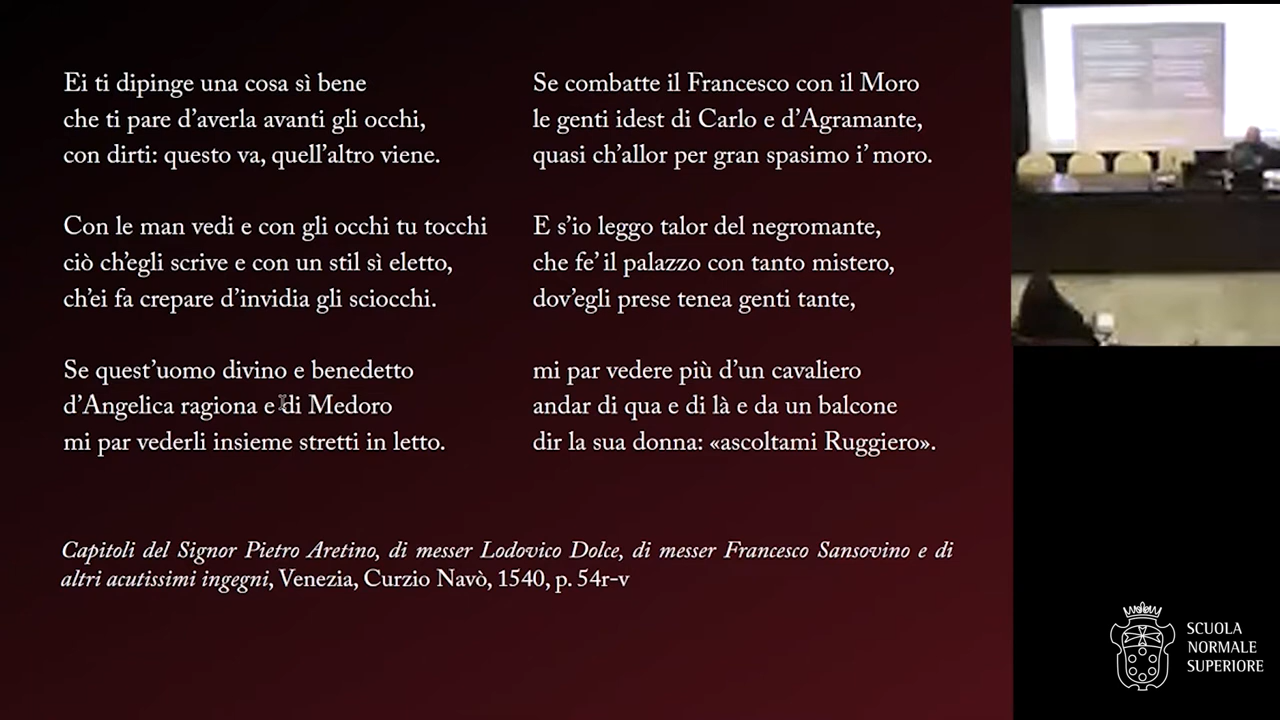 Ei ti dipinge una cosa sì bene
che ti pare d'averla avanti gli occhi,
con dirti: questo va, quell'altro viene.
Con le man vedi e con gli occhi tu tocchi
ciò ch'egli scrive e con un stil sì eletto,
ch'ei fa crepare d'invidia gli sciocchi.
Se quest'uomo divino e benedetto
d'Angelica ragiona e di Medoro
mi par vederli insieme stretti in letto.
Se combatte il Francesco con il Moro
le genti idest di Carlo e d'Agramante,
quasi ch'allor per gran spasimo i' moro.
E s'io leggo talor del negromante,
che fe' il palazzo con tanto mistero,
dov'egli prese tenea genti tante,
mi par vedere più d'un cavaliero
andar di qua e di là e da un balcone
dir la sua donna: «ascoltami Ruggiero».
Capitoli del Signor Pietro Aretino, di messer Lodovico Dolce, di messer Francesco Sansovino e di
altri acutissimi ingegni, Venezia, Curzio Navò, 1540, p. 54r-v
SCUOLA
NORMALE
SUPERIORE